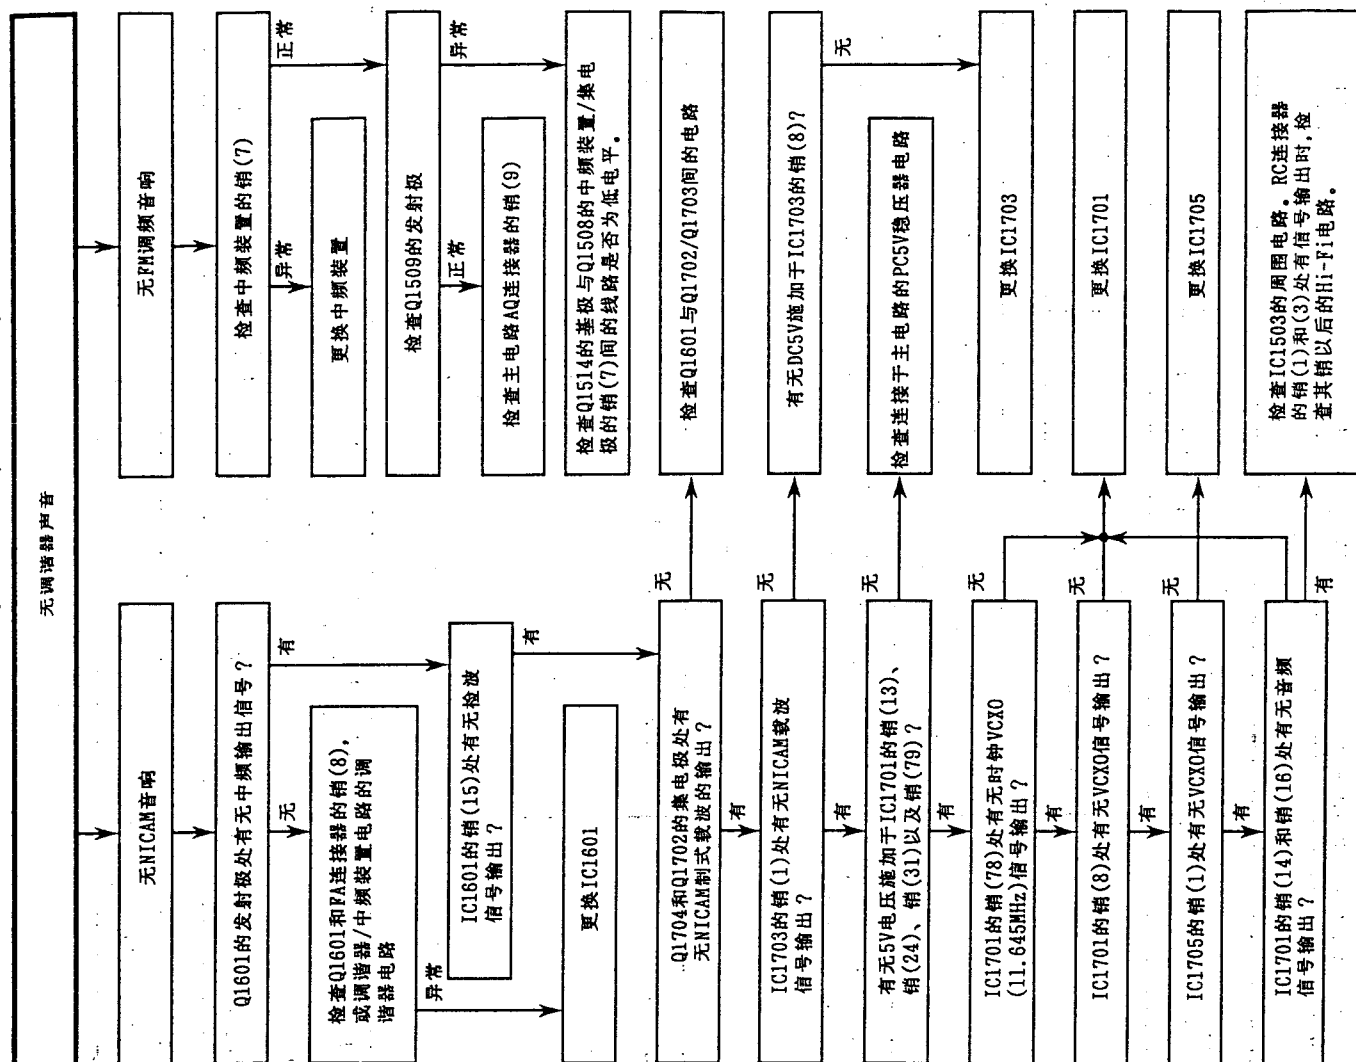 无调谐器声音
无NICAM音响
Q1601的发射极处有无中频输出信号?
无
有
检查Q1601和FA连接器的销(8),
或调谐器/中频装置电路的调
谐器电路
异常
IC1601的销(15)处有无检波
信号输出?
有
更换IC1601
Q1704和Q1702的集电极处有
无NICAM制式载波的输出?
无
有
IC1703的销(1)处有无NICAM载波
信号输出?
无
有
有无5V电压施加于IC1701的销(13)、
销(24)、销(31)以及销(79)?
无
有
IC1701的销(78)处有无时钟VCXO
(11.645MHz)信号输出?
无
有
IC1701的销(8)处有无VCXO信号输出?
无
有
IC1705的销(1)处有无VCXO信号输出?
无
有
IC1701的销(14)和销(16)处有无音频
信号输出?
有
无FM调频音响
检查中频装置的销(7)
异常
正常
更换中频装置
检查Q1509的发射极
正常
异常
检查主电路AQ连接器的销(9)
检查Q1514的基极与Q1508的中频装置/集电
极的销(7)间的线路是否为低电平。
检查Q1601与Q1702/Q1703间的电路
有无DC5V施加于IC1703的销(8)?
无
检查连接于主电路的PC5V稳压器电路
更换IC1703
更换IC1701
更换IC1705
检查IC1503的周围电路。RC连接器
的销(1)和(3)处有信号输出时,检
查其销以后的Hi-Fi电路。